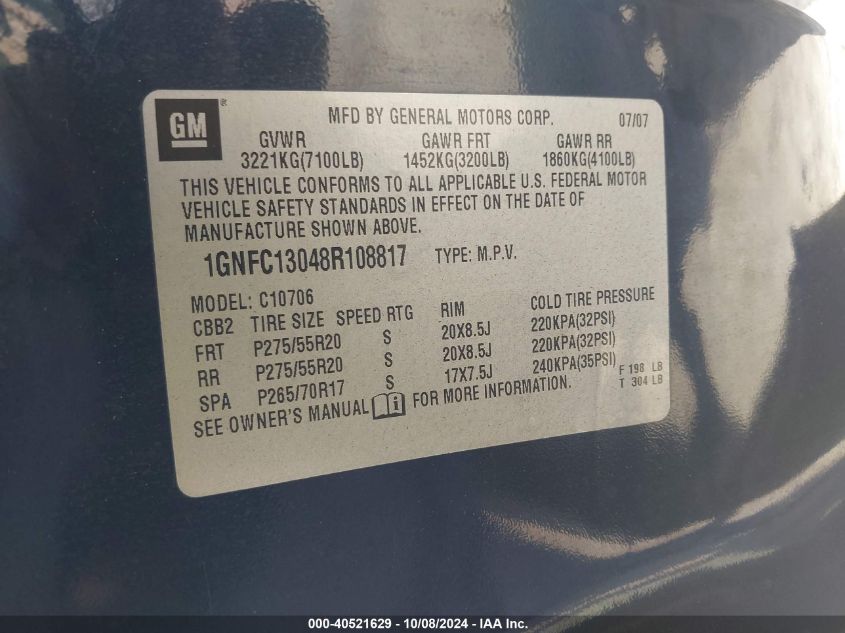 GM ® MFD BY GENERAL MOTORS CORP. 07/07
GVWR GAWR FRT GAWR RR
3221KG(7100LB) 1452KG(3200LB) 1860KG(4100LB)
THIS VEHICLE CONFORMS TO ALL APPLICABLE U.S. FEDERAL MOTOR
VEHICLE SAFETY STANDARDS IN EFFECT ON THE DATE OF
MANUFACTURE SHOWN ABOVE.
1GNFC13048R108817 TYPE: M.P.V.
MODEL: C10706
CBB2 TIRE SIZE SPEED RTG RIM COLD TIRE PRESSURE
FRT P275/55R20 S 20X8.5J 220KPA(32PSI)
RR P275/55R20 S 20X8.5J 220KPA(32PSI)
SPA P265/70R17 S 17X7.5J 240KPA(35PSI) F 198 LB
T 304 LB
SEE OWNER'S MANUAL i FOR MORE INFORMATION.
000-40521629 - 10/08/2024 - WWW.IAAI.COM